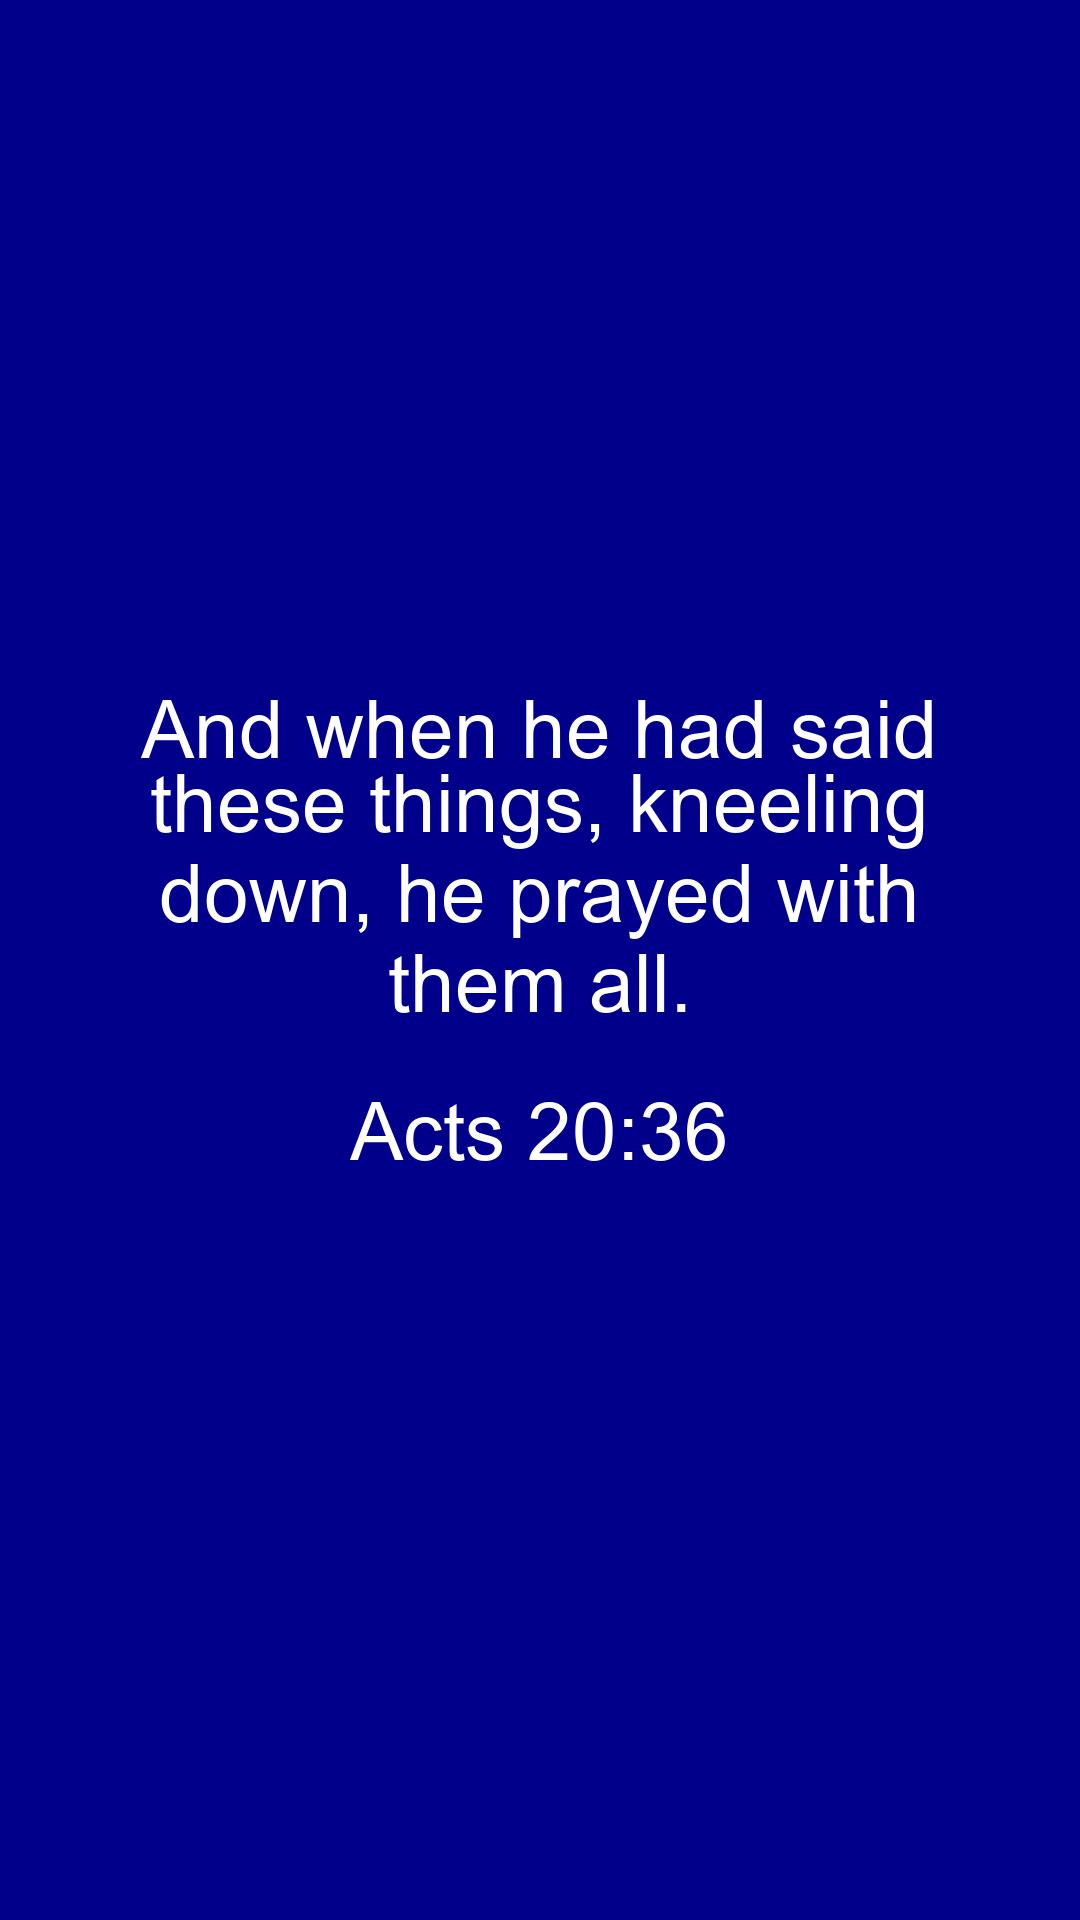 And when he had said
these things, kneeling
down, he prayed with
them all.
Acts 20:36